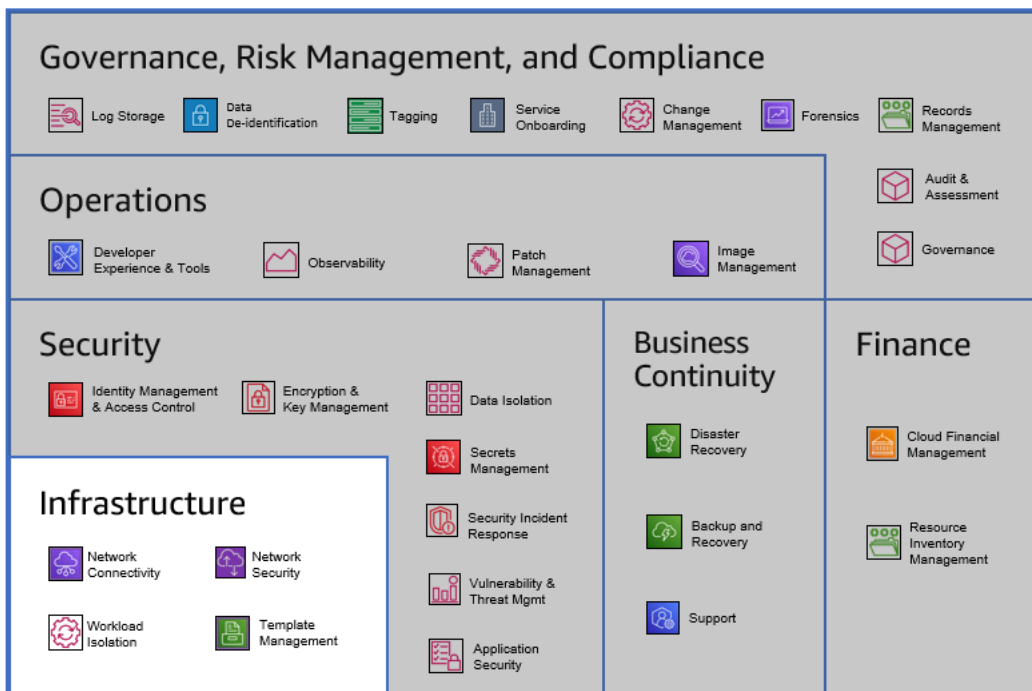 Governance, Risk Management, and Compliance
Log Storage
Data
De-identification
Tagging
Service
Onboarding
Change
Management
Forensics
Records
Management
Audit &
Assessment
Governance
Operations
Developer
Experience & Tools
Observability
Patch
Management
Image
Management
Security
Identity Management
& Access Control
Encryption &
Key Management
Data Isolation
Secrets
Management
Security Incident
Response
Vulnerability &
Threat Mgmt
Application
Security
Infrastructure
Network
Connectivity
Network
Security
Workload
Isolation
Template
Management
Business
Continuity
Disaster
Recovery
Backup and
Recovery
Support
Finance
Cloud Financial
Management
Resource
Inventory
Management